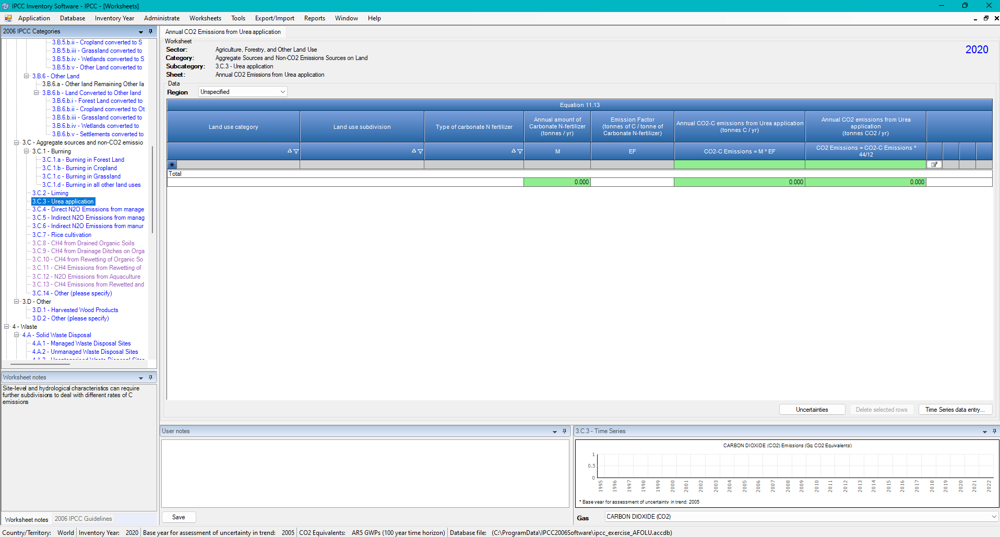 IPCC Inventory Software - IPCC - [Worksheets]
Application Database Inventory Year Administrate Worksheets Tools Export/Import Reports Window Help
2006 IPCC Categories
3.B.5.b.ii - Cropland converted to S
3.B.5.b.iii - Grassland converted to
3.B.5.b.iv - Wetlands converted to S
3.B.5.b.v - Other Land converted to
3.B.6 - Other Land
3.B.6.a - Other land Remaining Other la
3.B.6.b - Land Converted to Other land
3.B.6.b.i - Forest Land converted to
3.B.6.b.ii - Cropland converted to Ot
3.B.6.b.iii - Grassland converted to
3.B.6.b.iv - Wetlands converted to
3.B.6.b.v - Settlements converted to
3.C - Aggregate sources and non-CO2 emissio
3.C.1 - Burning
3.C.1.a - Burning in Forest Land
3.C.1.b - Burning in Cropland
3.C.1.c - Burning in Grassland
3.C.1.d - Burning in all other land uses
3.C.2 - Liming
3.C.3 - Urea application
3.C.4 - Direct N2O Emissions from manage
3.C.5 - Indirect N2O Emissions from manag
3.C.6 - Indirect N2O Emissions from manur
3.C.7 - Rice cultivation
3.C.8 - CH4 from Drained Organic Soils
3.C.9 - CH4 from Drainage Ditches on Orga
3.C.10 - CH4 from Rewetting of Organic So
3.C.11 - CH4 Emissions from Rewetting of
3.C.12 - N2O Emissions from Aquaculture
3.C.13 - CH4 Emissions from Rewetted and
3.C.14 - Other (please specify)
3.D - Other
3.D.1 - Harvested Wood Products
3.D.2 - Other (please specify)
4 - Waste
4.A - Solid Waste Disposal
4.A.1 - Managed Waste Disposal Sites
4.A.2 - Unmanaged Waste Disposal Sites
Worksheet notes
Site-level and hydrological characteristics can require
further subdivisions to deal with different rates of C
emissions
Worksheet notes 2006 IPCC Guidelines
Annual CO2 Emissions from Urea application
Worksheet
Sector: Agriculture, Forestry, and Other Land Use
Category: Aggregate Sources and Non-CO2 Emissions Sources on Land
Subcategory: 3.C.3 - Urea application
Sheet: Annual CO2 Emissions from Urea application
2020
Data
Region Unspecified
Equation 11.13
Land use category
Land use subdivision
Type of carbonate N fertilizer
Annual amount of
Carbonate N-fertilizer
(tonnes / yr)
Emission Factor
(tonnes of C / tonne of
Carbonate N-fertilizer)
Annual CO2-C emissions from Urea application
(tonnes C / yr)
Annual CO2 emissions from Urea
application
(tonnes CO2 / yr)
M
EF
CO2-C Emissions = M * EF
CO2 Emissions = CO2-C Emissions *
44/12
Total
0.000 0.000 0.000
Uncertainties Delete selected rows Time Series data entry...
User notes
Save
3.C.3 - Time Series
CARBON DIOXIDE (CO2) Emissions (Gg CO2 Equivalents)
1
0.5
0
1995 1996 1997 1998 1999 2000 2001 2002 2003 2004 2005 2006 2007 2008 2009 2010 2011 2012 2013 2014 2015 2016 2017 2018 2019 2020 2021 2022
* Base year for assessment of uncertainty in trend: 2005
Gas CARBON DIOXIDE (CO2)
Country/Territory: World Inventory Year: 2020 Base year for assessment of uncertainty in trend: 2005 CO2 Equivalents: AR5 GWPs (100 year time horizon) Database file: (C:\ProgramData\IPCC2006Software\ipcc_exercise_AFOLU.accdb)